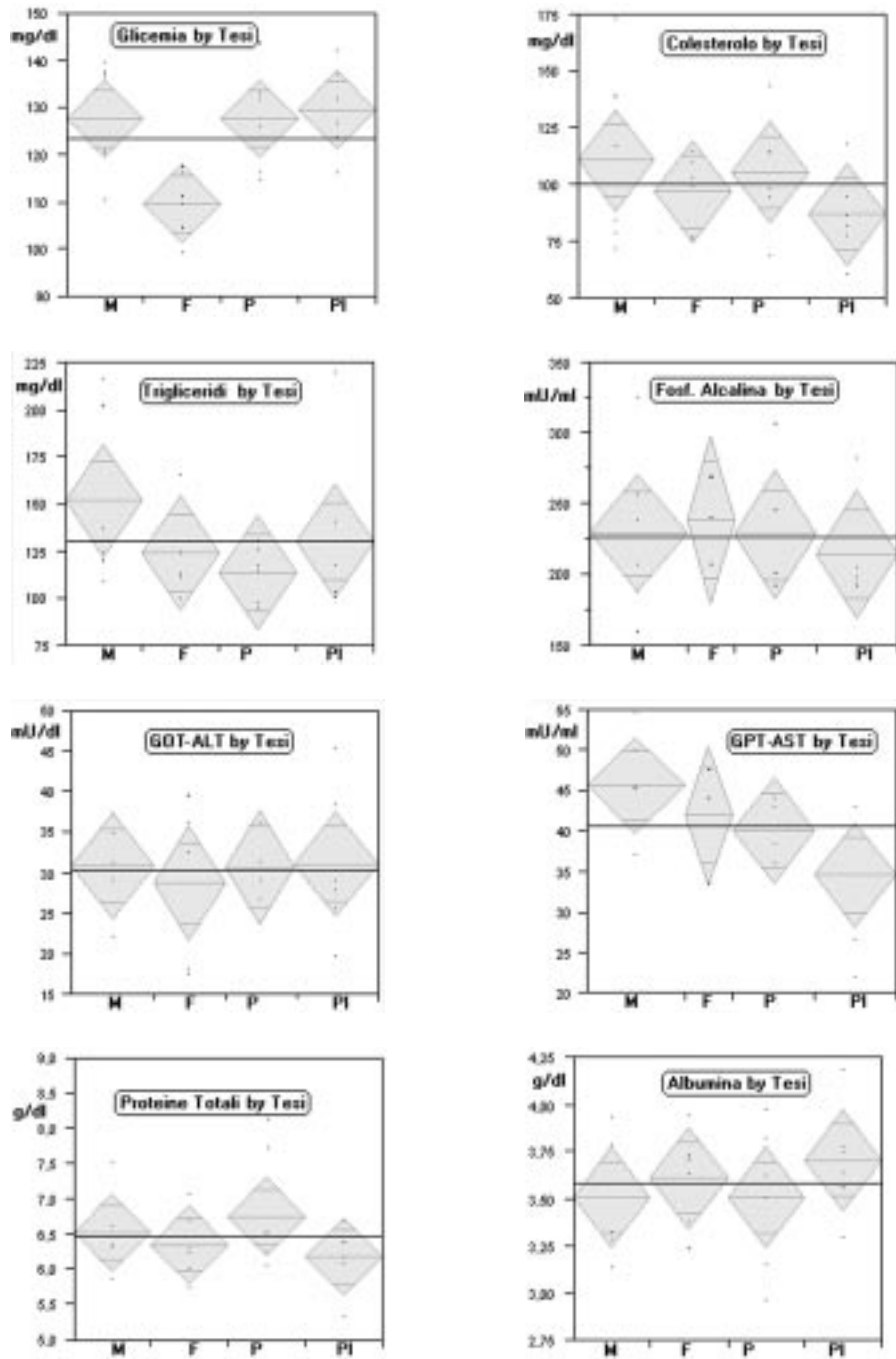 mg/dl
Glicemia by Tesi
150
140
130
120
110
100
90
M F P PI
175
mg/dl
Colesterolo by Tesi
150
125
100
75
50
M F P PI
225
mg/dl
Trigliceridi by Tesi
200
175
150
125
100
75
M F P PI
350
mU/ml
Fosf. Alcalina by Tesi
300
250
200
150
M F P PI
50
mU/dl
GOT-ALT by Tesi
45
40
35
30
25
20
15
M F P PI
55
mU/ml
GPT-AST by Tesi
50
45
40
35
30
25
20
M F P PI
9,0
8,5
Proteine Totali by Tesi
g/dl
8,0
7,5
7,0
6,5
6,0
5,5
5,0
M F P PI
4,25
g/dl
Albumina by Tesi
4,00
3,75
3,50
3,25
3,00
2,75
M F P PI